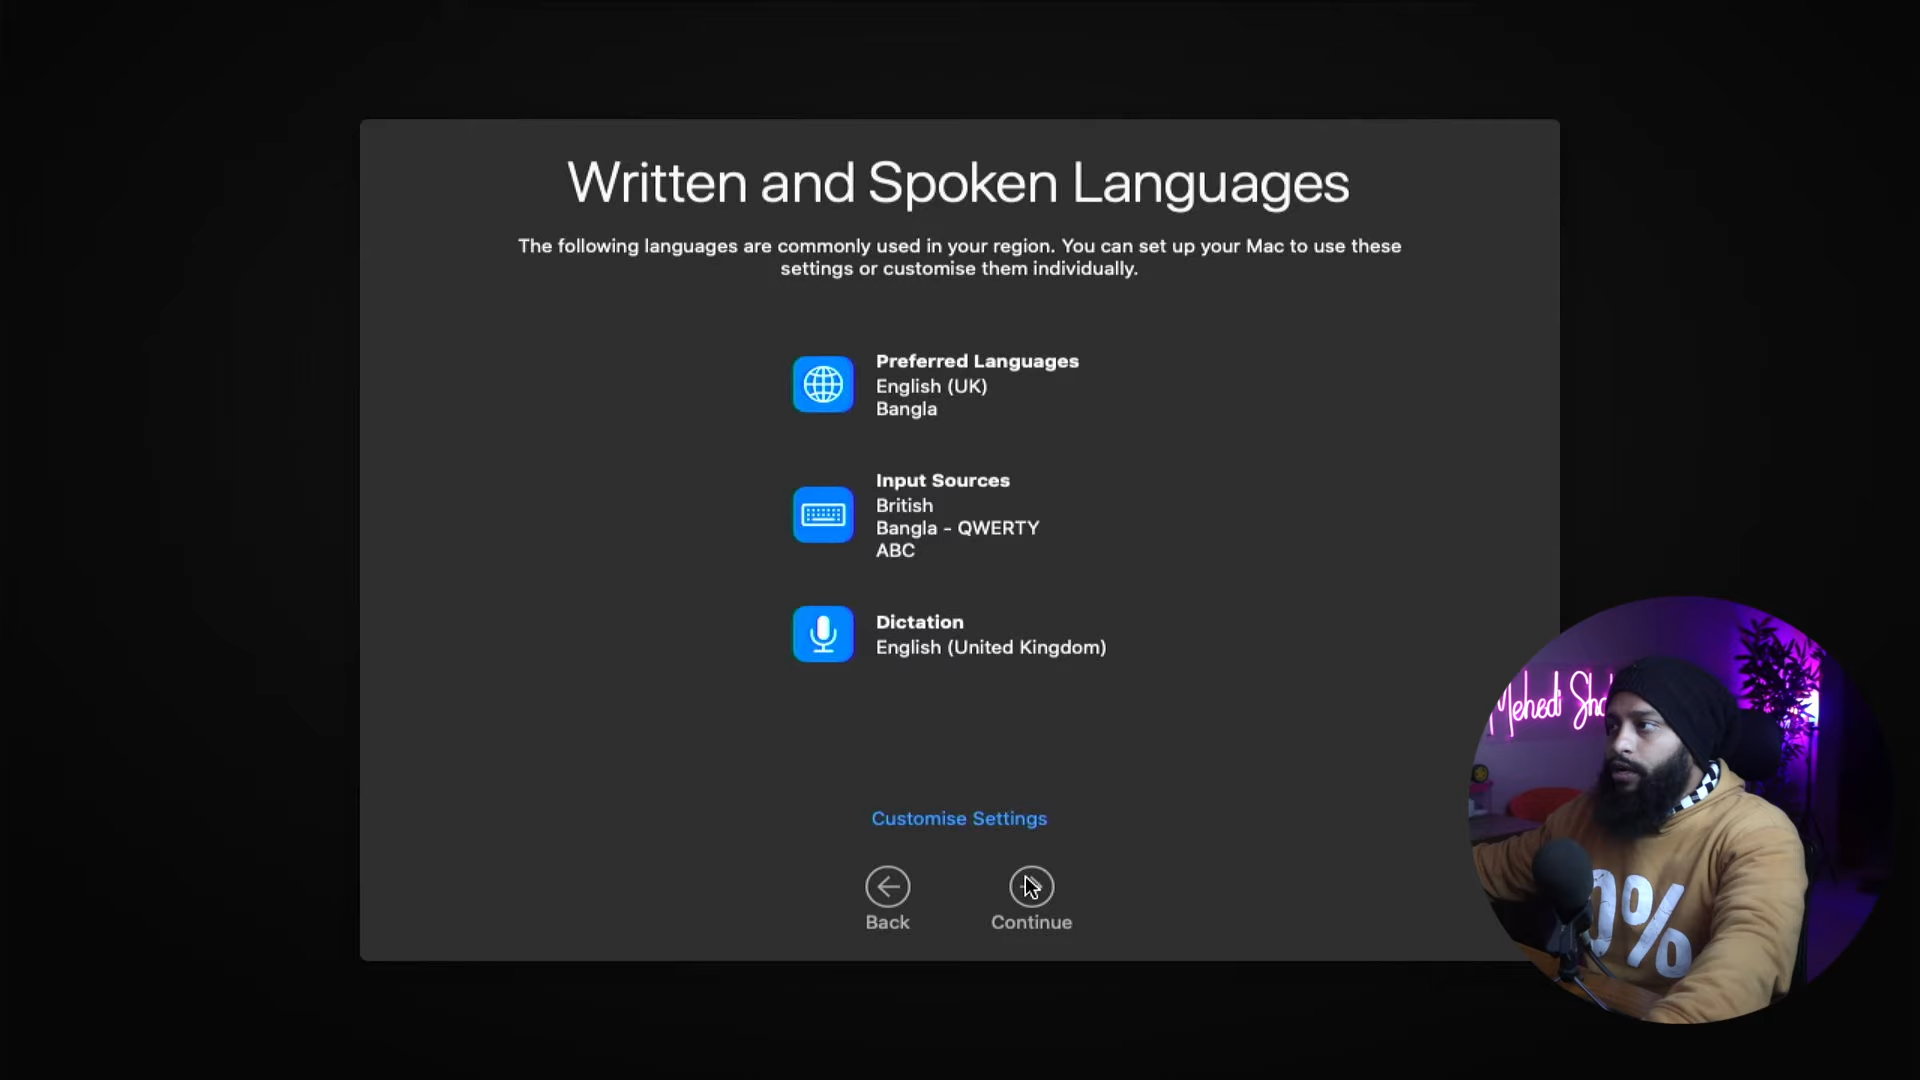 Written and Spoken Languages
The following languages are commonly used in your region. You can set up your Mac to use these
settings or customise them individually.
Preferred Languages
English (UK)
Bangla
Input Sources
British
Bangla - QWERTY
ABC
Dictation
English (United Kingdom)
Mehedi
Customise Settings
0%
Back
Continue